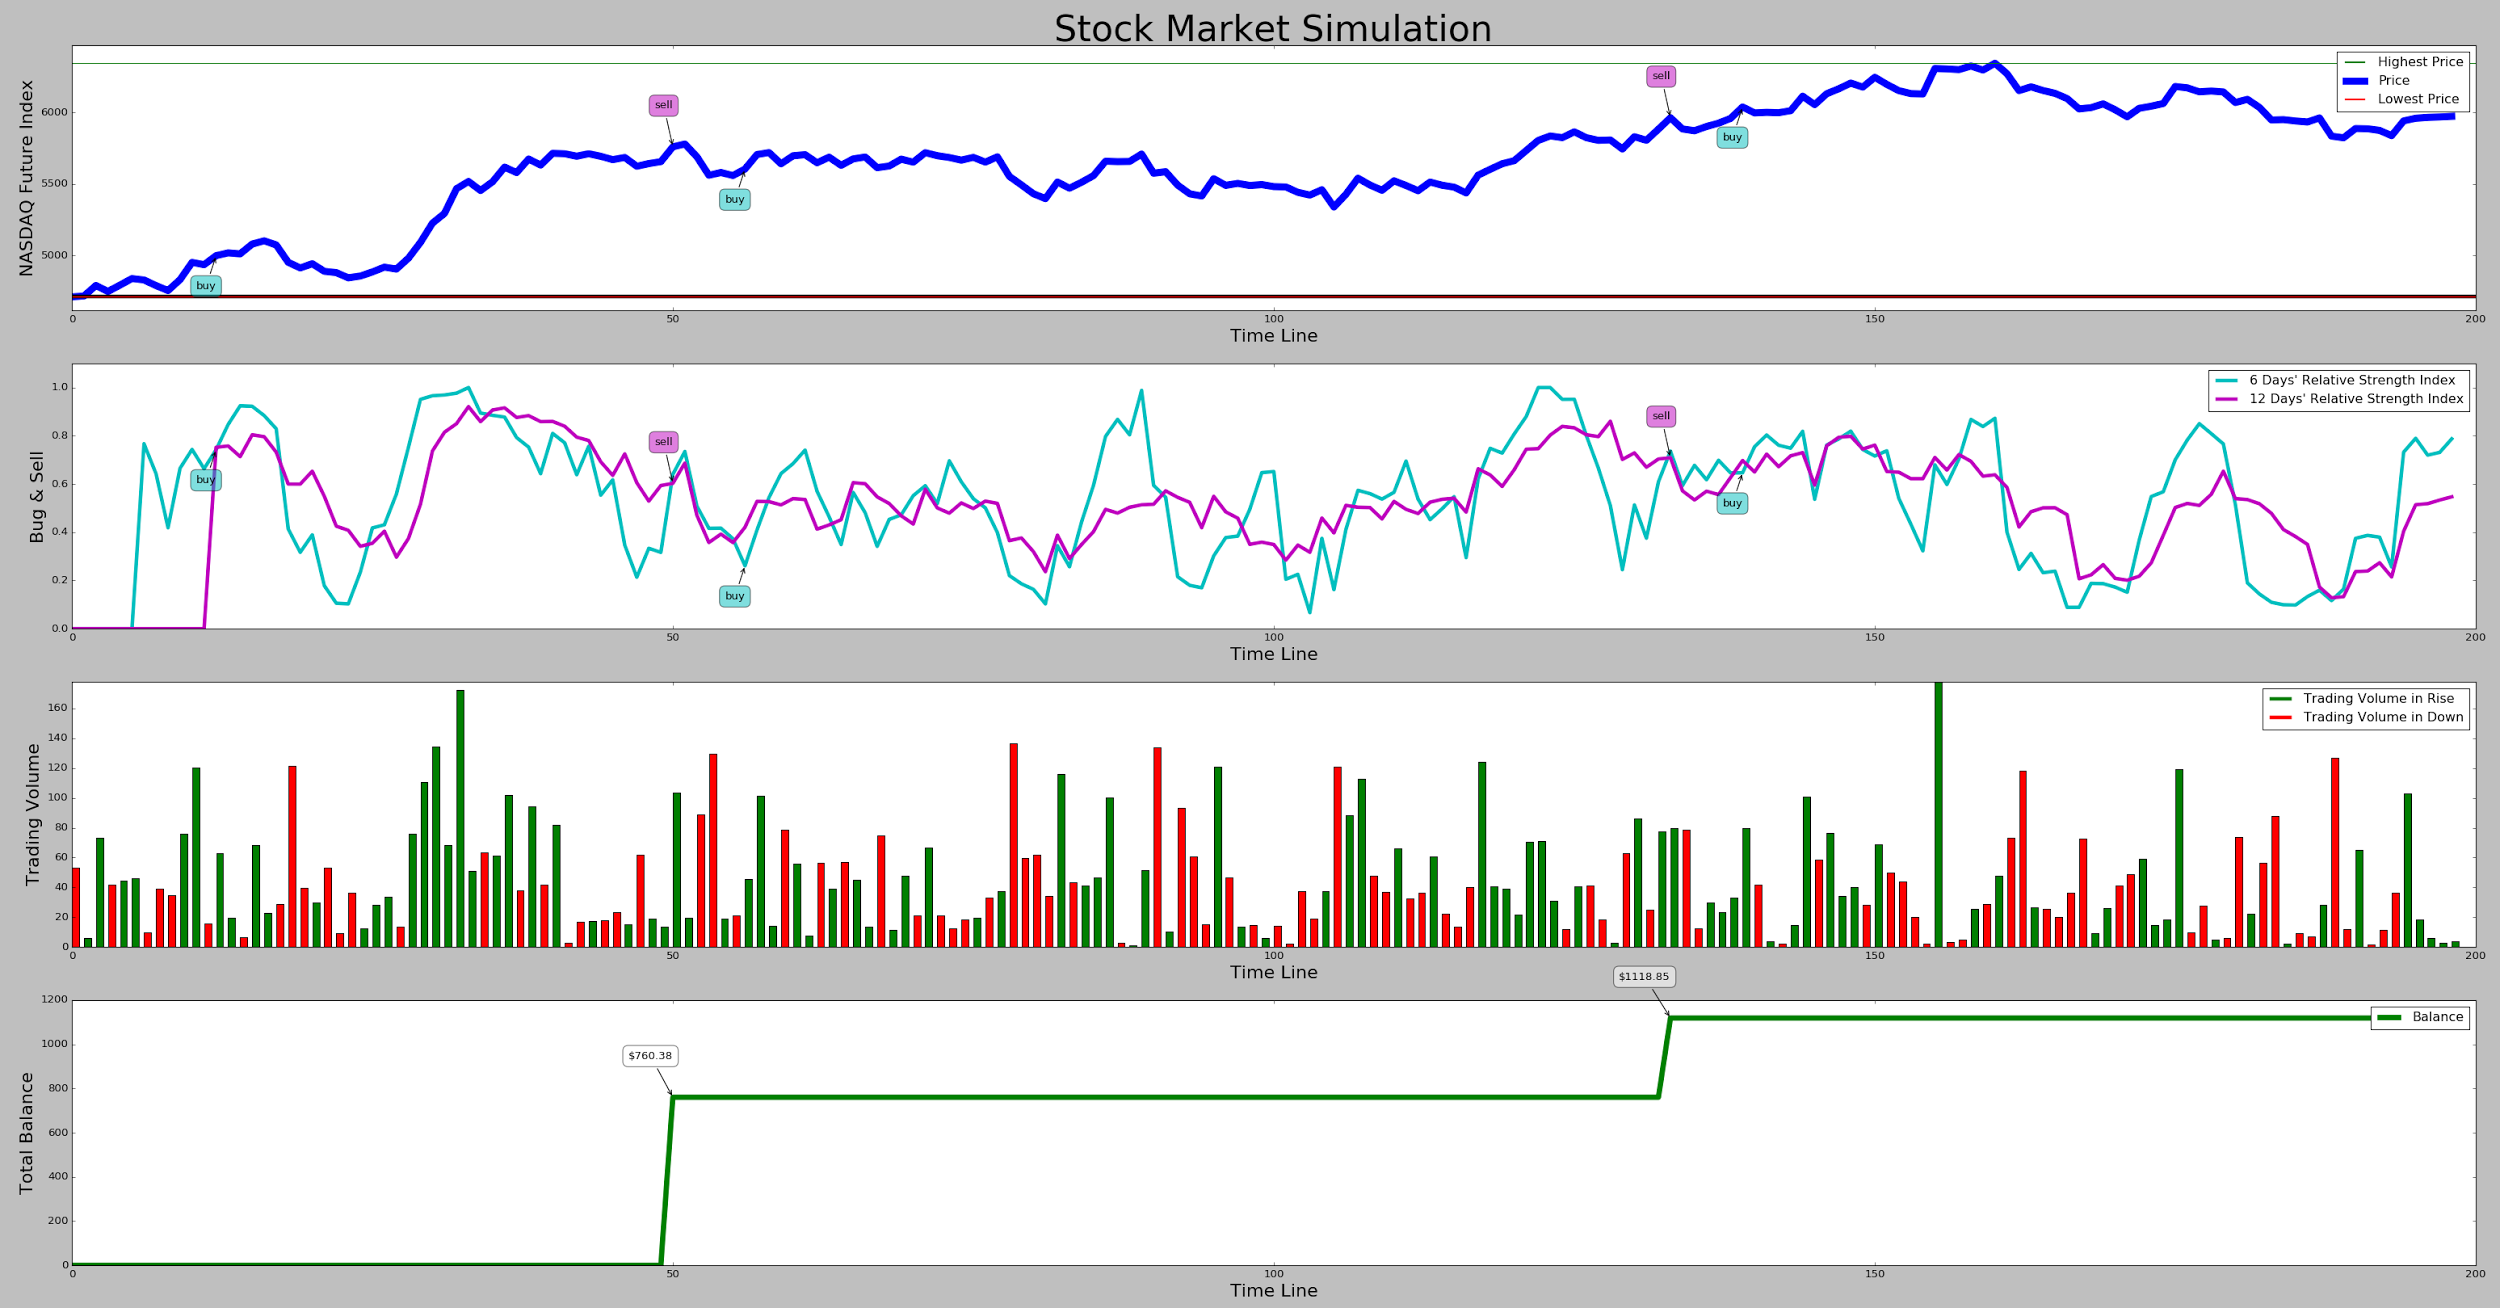 Stock Market Simulation
NASDAQ Future Index
6000
5500
5000
sell
sell
buy
buy
buy
Highest Price
Price
Lowest Price
0
50
100
150
200
Time Line
Bug & Sell
1.0
0.8
0.6
0.4
0.2
0.0
sell
sell
buy
buy
buy
6 Days' Relative Strength Index
12 Days' Relative Strength Index
0
50
100
150
200
Time Line
Trading Volume
160
140
120
100
80
60
40
20
0
Trading Volume in Rise
Trading Volume in Down
0
50
100
150
200
Time Line
Total Balance
1200
1000
800
600
400
200
0
$760.38
$1118.85
Balance
0
50
100
150
200
Time Line